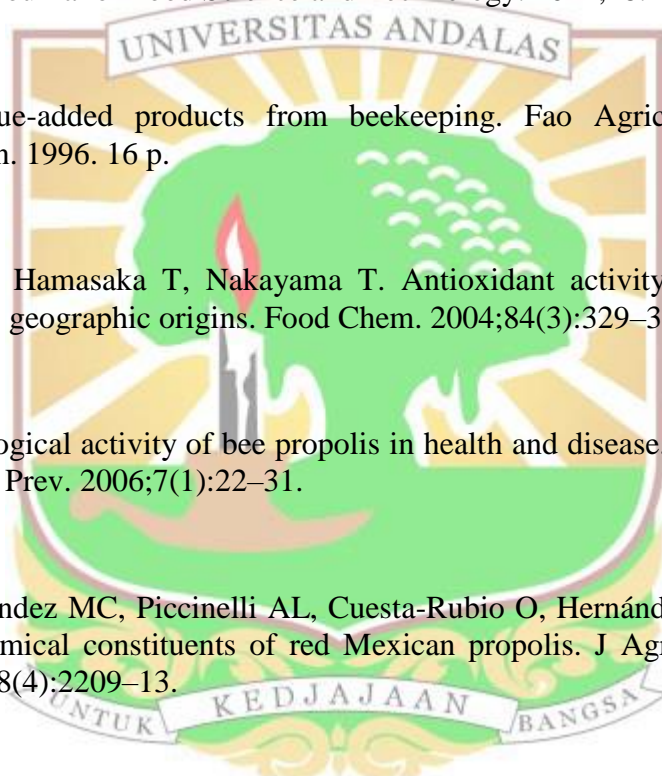 UNIVERSITAS ANDALAS
ue-added products from beekeeping. Fao Agric
n. 1996. 16 p.
Hamasaka T, Nakayama T. Antioxidant activity
geographic origins. Food Chem. 2004;84(3):329–3
ogical activity of bee propolis in health and disease.
Prev. 2006;7(1):22–31.
ndez MC, Piccinelli AL, Cuesta-Rubio O, Hernánd
mical constituents of red Mexican propolis. J Agr
8(4):2209–13.
UNTUK KEDJAJAAN BANGSA